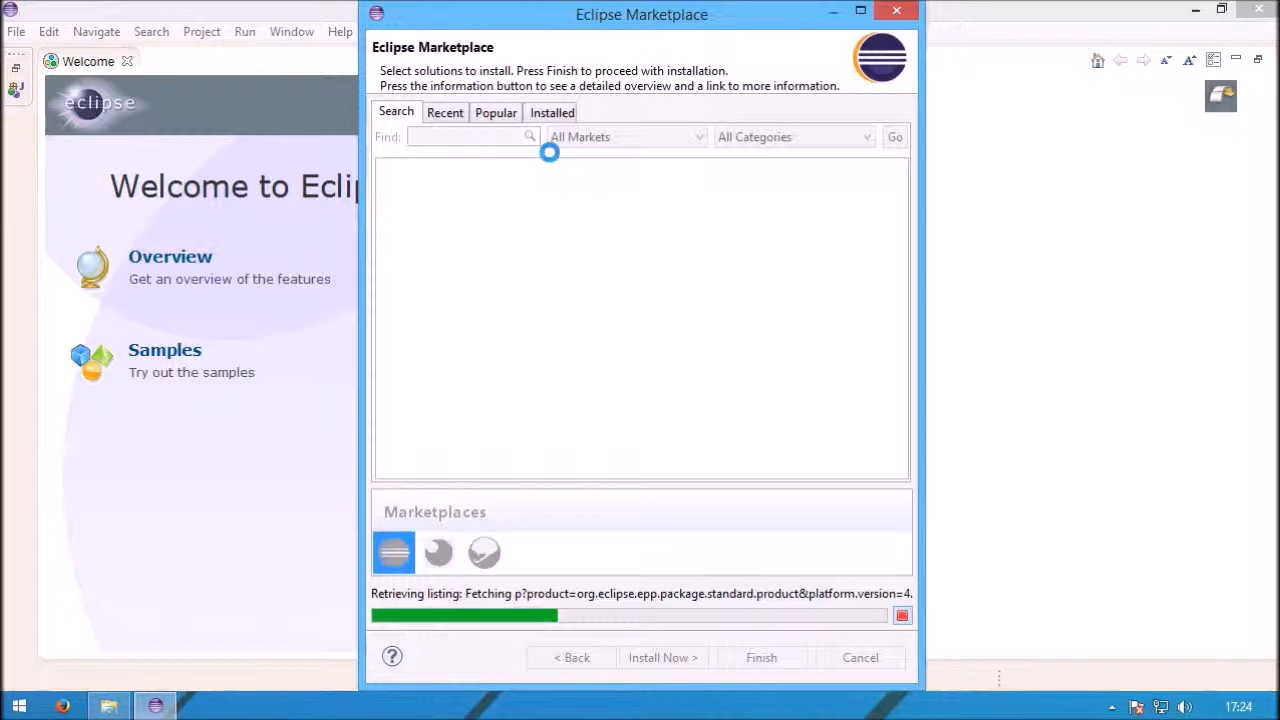 Eclipse Marketplace
File Edit Navigate Search Project Run Window Help
Welcome
eclipse
Welcome to Eclip
Overview
Get an overview of the features
Samples
Try out the samples
Eclipse Marketplace
Select solutions to install. Press Finish to proceed with installation.
Press the information button to see a detailed overview and a link to more information.
Search Recent Popular Installed
Find: All Markets All Categories Go
Marketplaces
Retrieving listing: Fetching p?product=org.eclipse.epp.package.standard.product&platform.version=4.
? < Back Install Now > Finish Cancel
17:24